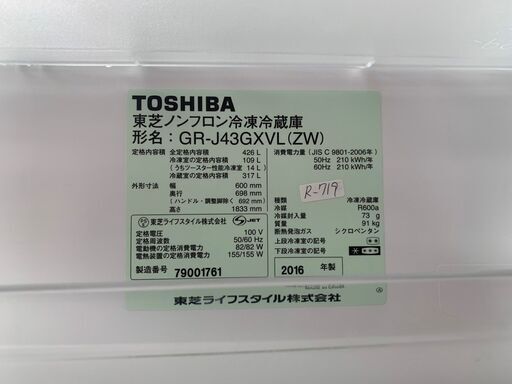 TOSHIBA
東芝ノンフロン冷凍冷蔵庫
形名：GR-J43GXVL(ZW)
定格内容積 全定格内容積 426 L
冷凍室の定格内容積 109 L
(うちブースター性能冷凍室 14 L)
冷蔵室の定格内容積 317 L
外形寸法 幅 600 mm
奥行 698 mm
(ハンドル・調整脚除く 692 mm)
高さ 1833 mm
東芝ライフスタイル株式会社 JET
定格電圧 100 V
定格周波数 50/60 Hz
電動機の定格消費電力 82/82 W
電熱装置の定格消費電力 155/155 W
製造番号 79001761
消費電力量 (JIS C 9801-2006年)
50Hz 210 kWh/年
60Hz 210 kWh/年
R-719
種類 冷凍冷蔵庫
冷媒 R600a
冷媒封入量 73 g
質量 91 kg
断熱発泡ガス シクロペンタン
上段冷凍室の記号
下段冷凍室の記号
2016 年製
東芝ライフスタイル株式会社